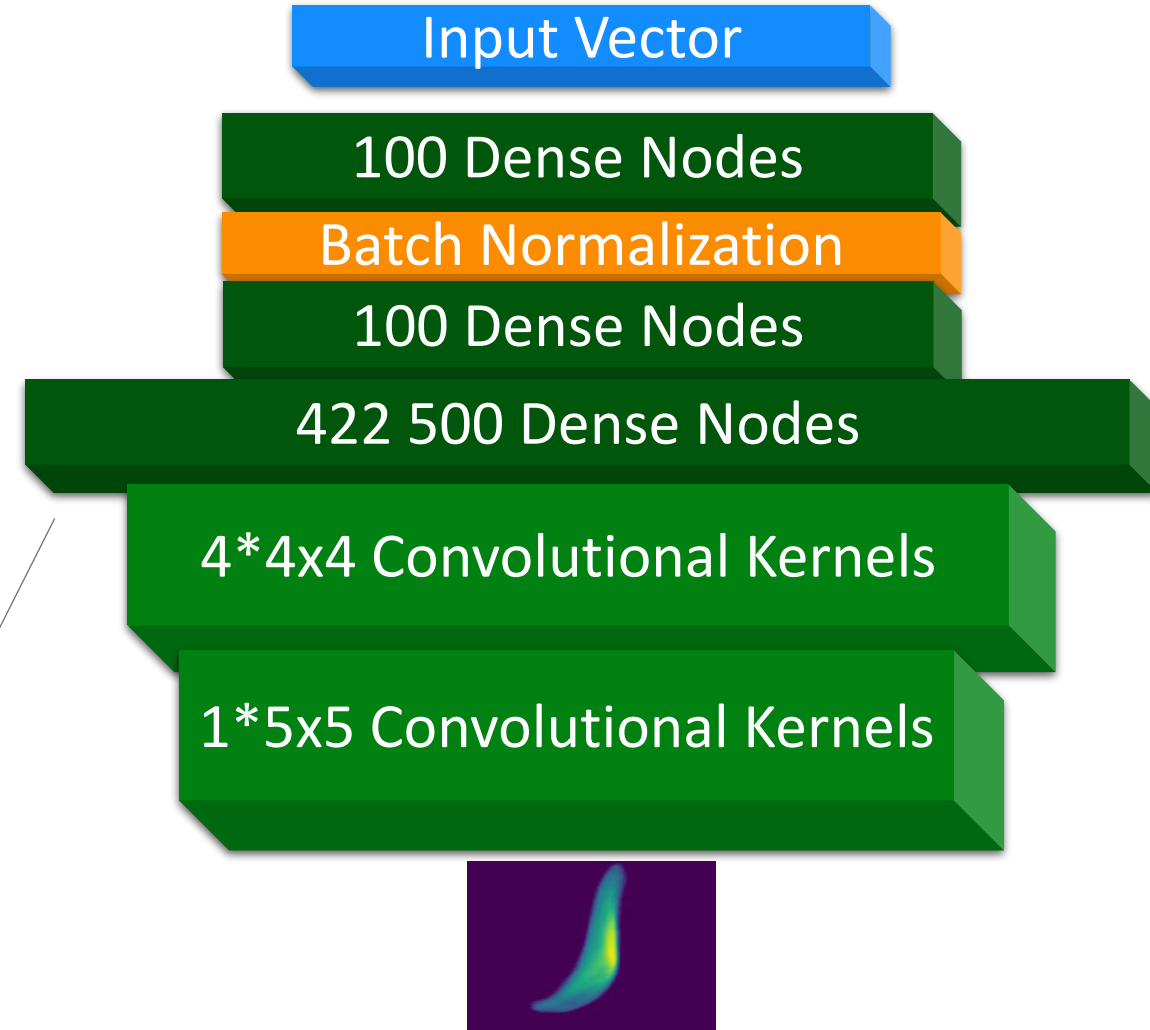 Input Vector
100 Dense Nodes
Batch Normalization
100 Dense Nodes
422 500 Dense Nodes
4*4x4 Convolutional Kernels
1*5x5 Convolutional Kernels